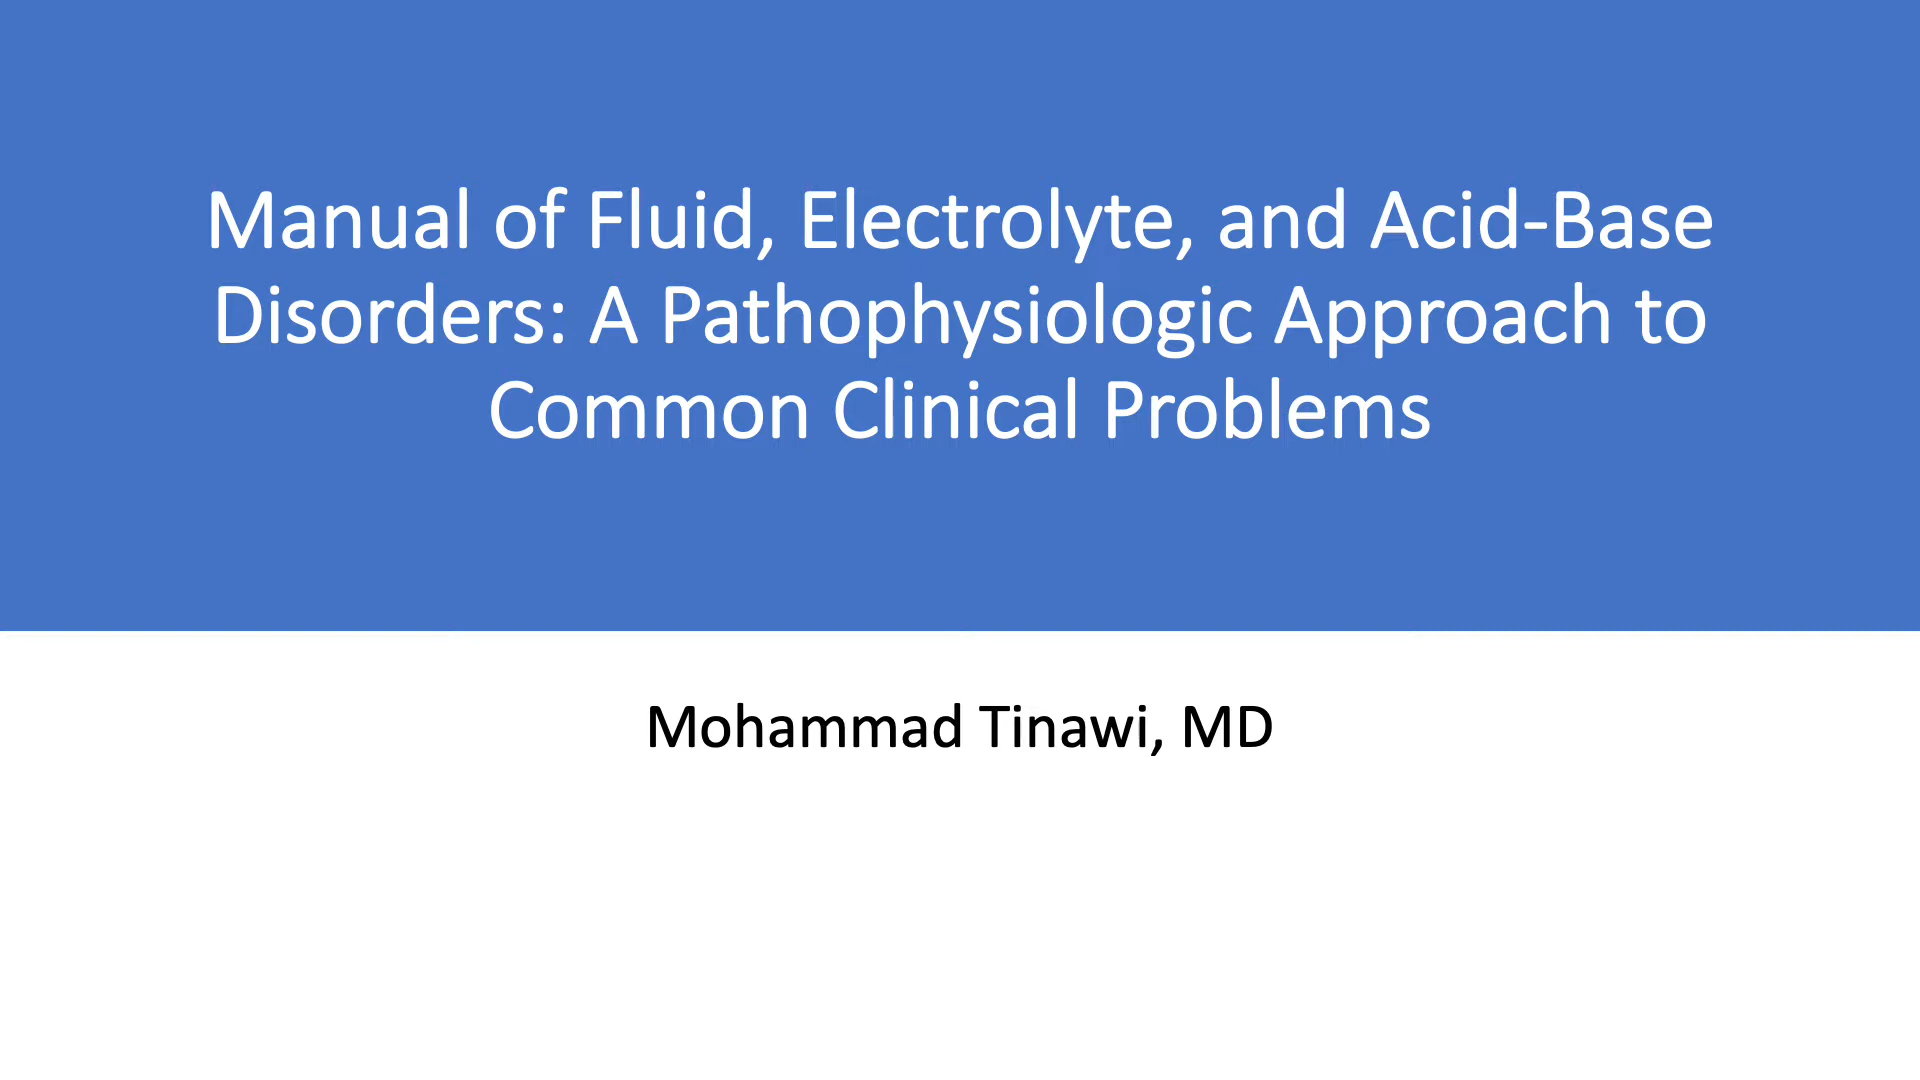 Manual of Fluid, Electrolyte, and Acid-Base
Disorders: A Pathophysiologic Approach to
Common Clinical Problems
Mohammad Tinawi, MD